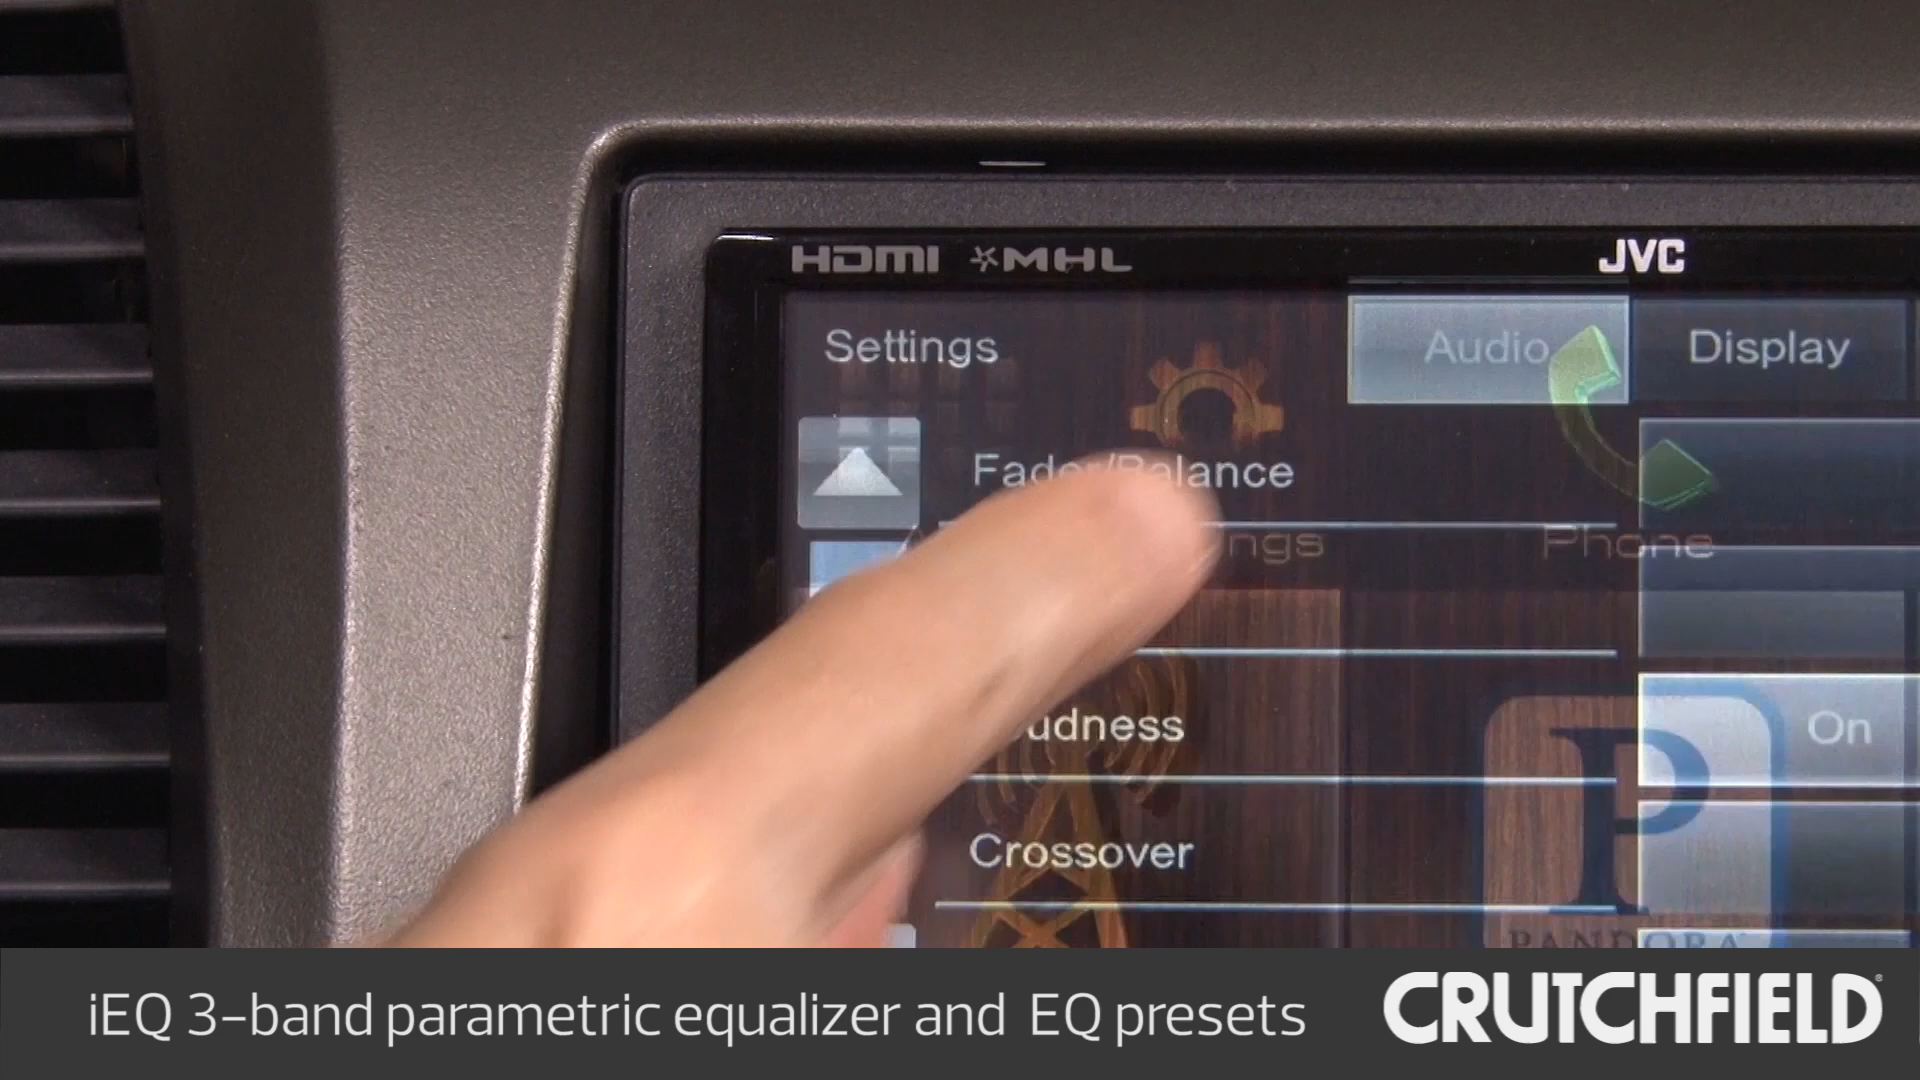 HDMI MHL JVC
Settings Audio Display
Fader/Balance
Phone
On
Crossover
PANDORA
iEQ 3-band parametric equalizer and EQ presets
CRUTCHFIELD